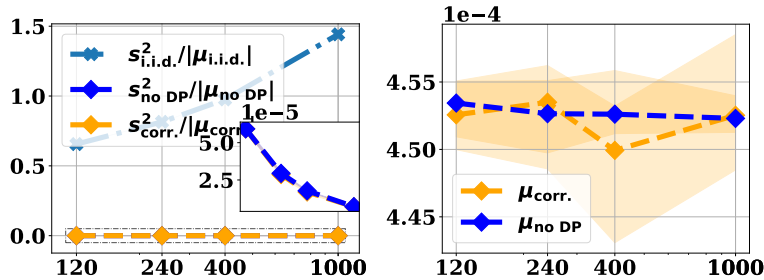 1.5
1.0
0.5
0.0
s²i.i.d./|μi.i.d.|
s²no DP/|μno DP|
s²corr./|μcorr.
1e−5
5.0
2.5
120 240 400 1000
1e−4
4.55
4.50
4.45
μcorr.
μno DP
120 240 400 1000